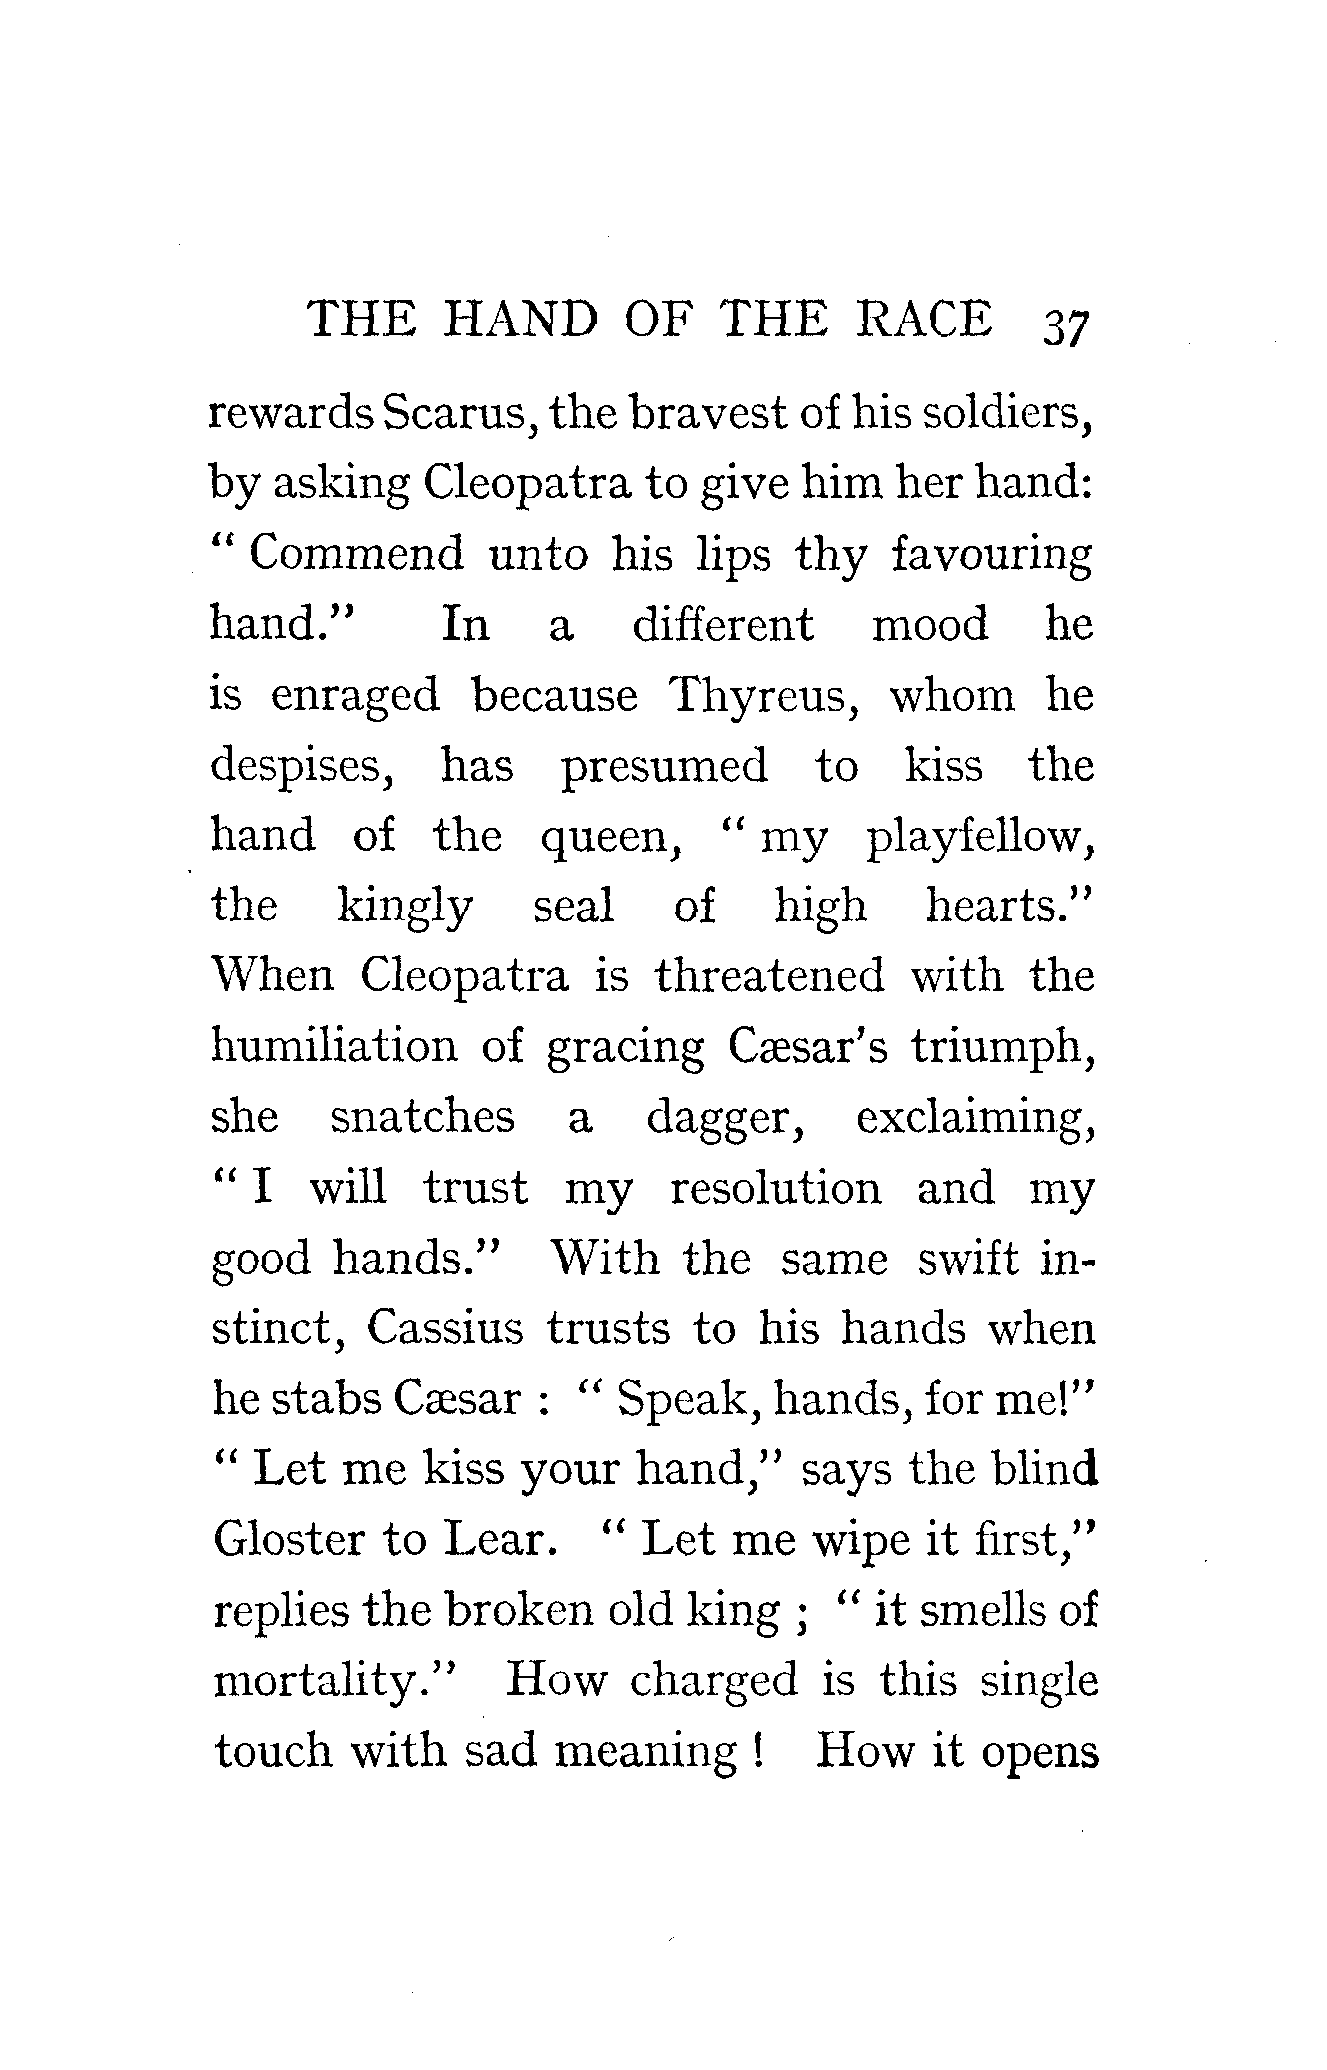 THE HAND OF THE RACE 37
rewards Scarus, the bravest of his soldiers,
by asking Cleopatra to give him her hand:
“ Commend unto his lips thy favouring
hand.” In a different mood he
is enraged because Thyreus, whom he
despises, has presumed to kiss the
hand of the queen, “ my playfellow,
the kingly seal of high hearts.”
When Cleopatra is threatened with the
humiliation of gracing Cæsar's triumph,
she snatches a dagger, exclaiming,
“ I will trust my resolution and my
good hands.” With the same swift in-
stinct, Cassius trusts to his hands when
he stabs Cæsar : “ Speak, hands, for me!”
“ Let me kiss your hand,” says the blind
Gloster to Lear. “ Let me wipe it first,”
replies the broken old king ; “ it smells of
mortality.” How charged is this single
touch with sad meaning ! How it opens